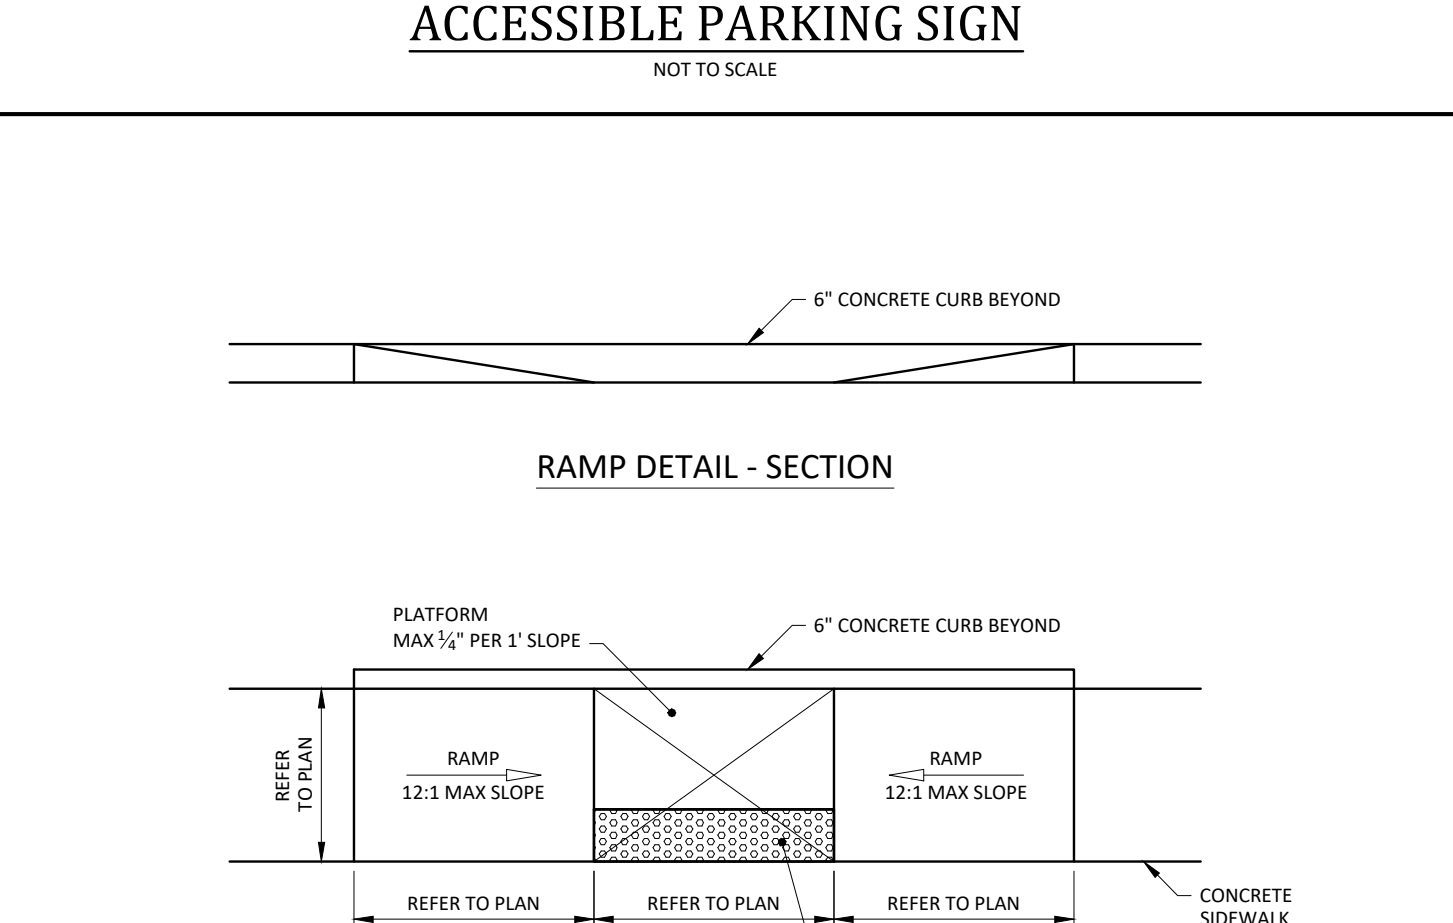 ACCESSIBLE PARKING SIGN
NOT TO SCALE
6" CONCRETE CURB BEYOND
RAMP DETAIL - SECTION
PLATFORM
MAX ¼" PER 1' SLOPE
6" CONCRETE CURB BEYOND
REFER
TO PLAN
RAMP
12:1 MAX SLOPE
RAMP
12:1 MAX SLOPE
REFER TO PLAN
REFER TO PLAN
REFER TO PLAN
CONCRETE
SIDEWALK